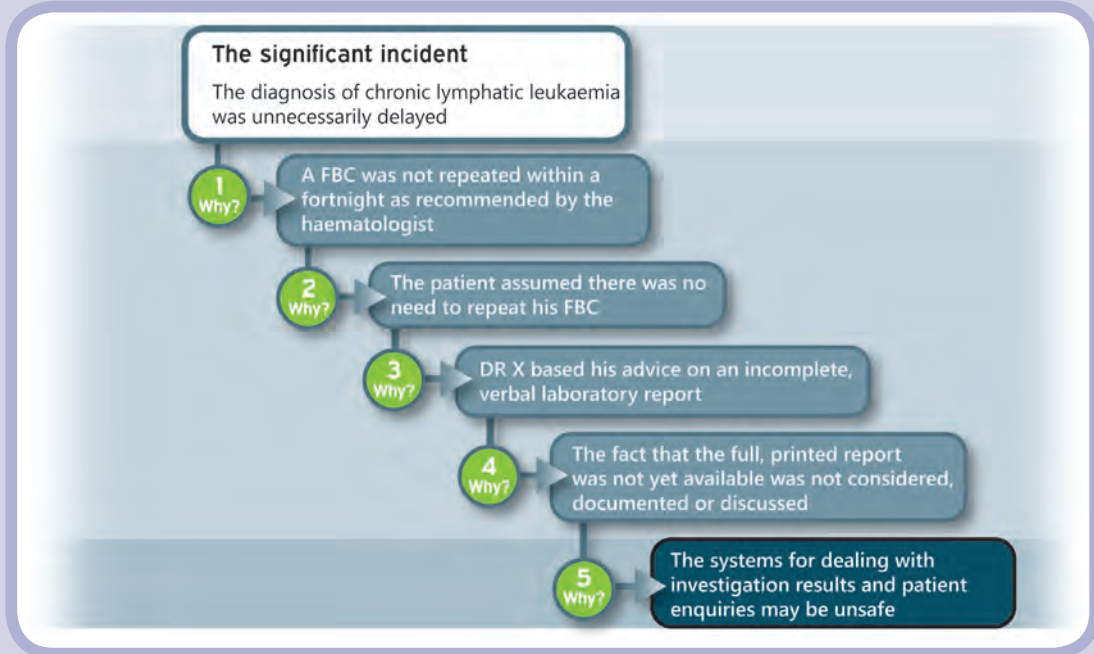 The significant incident
The diagnosis of chronic lymphatic leukaemia
was unnecessarily delayed
1
Why?
A FBC was not repeated within a
fortnight as recommended by the
haematologist
2
Why?
The patient assumed there was no
need to repeat his FBC
3
Why?
DR X based his advice on an incomplete,
verbal laboratory report
4
Why?
The fact that the full, printed report
was not yet available was not considered,
documented or discussed
5
Why?
The systems for dealing with
investigation results and patient
enquiries may be unsafe